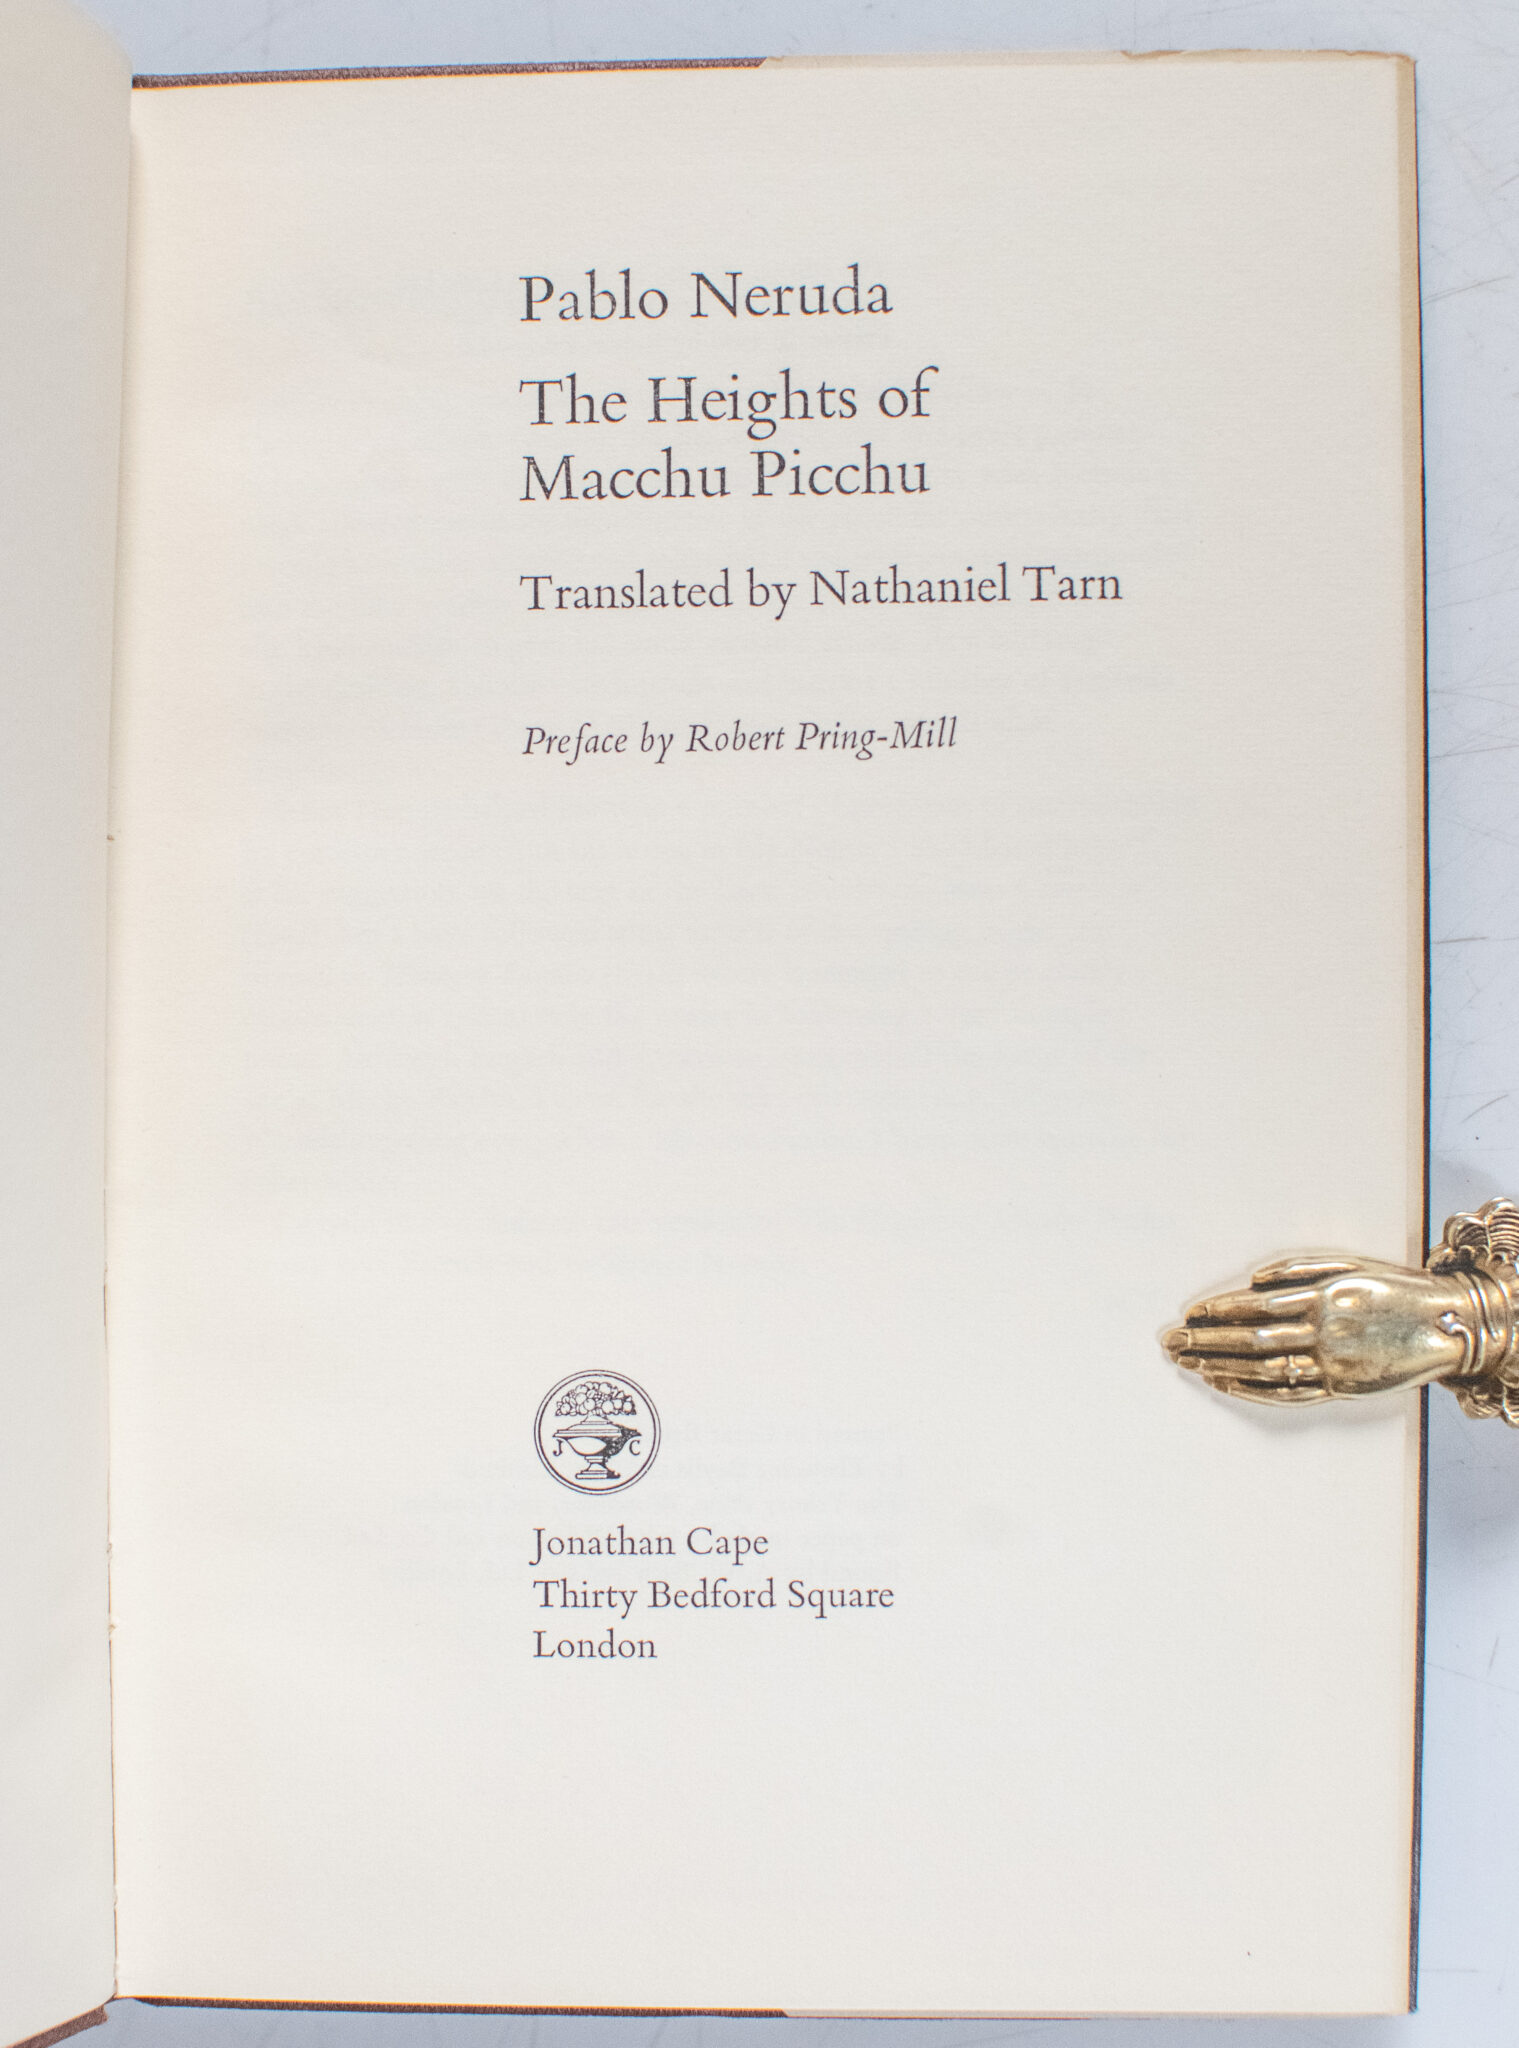 Pablo Neruda
The Heights of
Macchu Picchu
Translated by Nathaniel Tarn
Preface by Robert Pring-Mill
J C
Jonathan Cape
Thirty Bedford Square
London